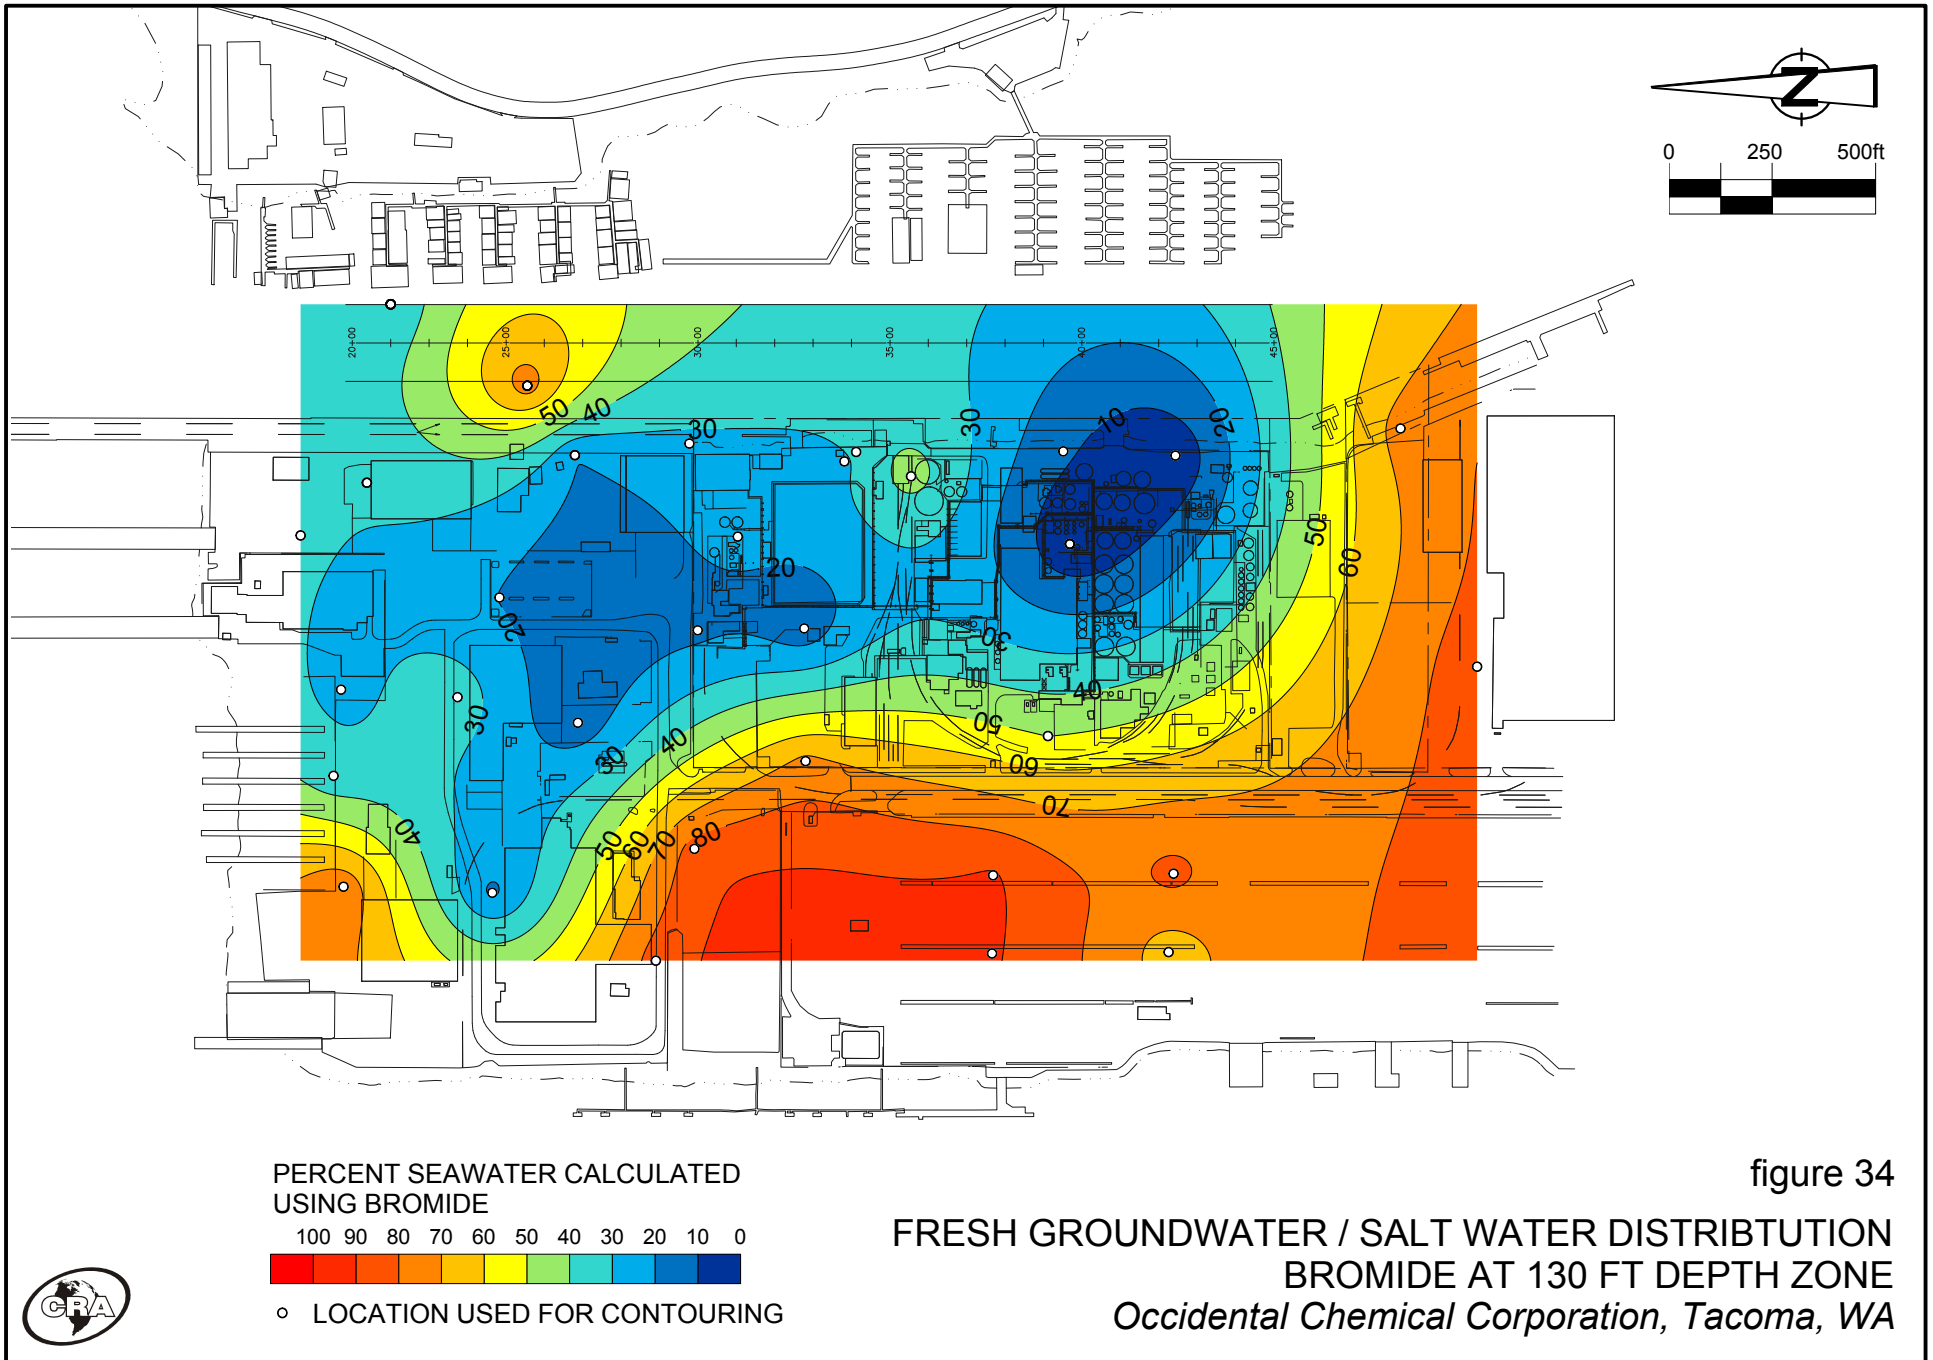 N
0 250 500ft
20+00 25+00 30+00 35+00 40+00 45+00
50 40 30 30 10 20
50 60
20
20 30
30 30 40 40 50
60
70
40 50 60 70 80
PERCENT SEAWATER CALCULATED
USING BROMIDE
100 90 80 70 60 50 40 30 20 10 0
LOCATION USED FOR CONTOURING
CRA
figure 34
FRESH GROUNDWATER / SALT WATER DISTRIBTUTION
BROMIDE AT 130 FT DEPTH ZONE
Occidental Chemical Corporation, Tacoma, WA